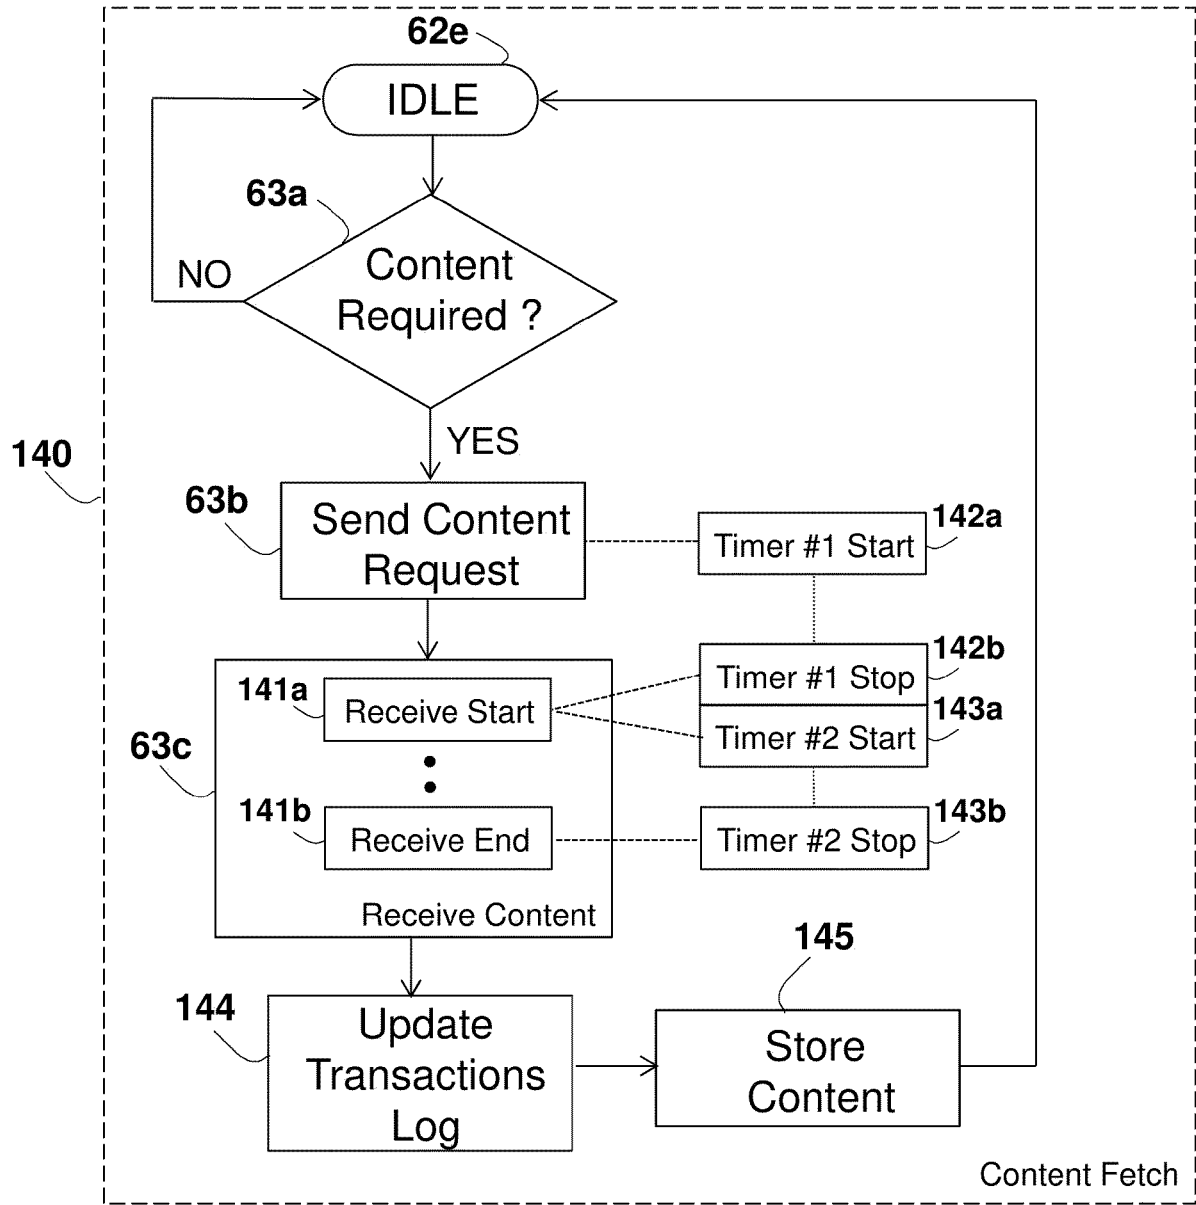 62e
IDLE
63a
NO
Content
Required ?
YES
140
63b
Send Content
Request
Timer #1 Start
142a
142b
Timer #1 Stop
141a
Receive Start
143a
Timer #2 Start
63c
141b
Receive End
143b
Timer #2 Stop
Receive Content
145
144
Update
Transactions
Log
Store
Content
Content Fetch